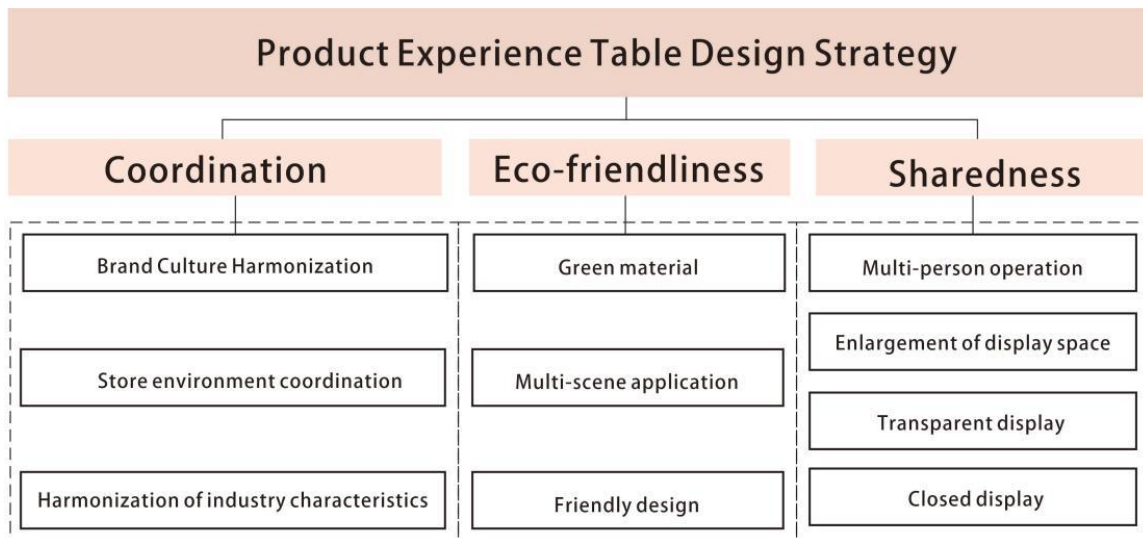 Product Experience Table Design Strategy
Coordination
Eco-friendliness
Sharedness
Brand Culture Harmonization
Store environment coordination
Harmonization of industry characteristics
Green material
Multi-scene application
Friendly design
Multi-person operation
Enlargement of display space
Transparent display
Closed display